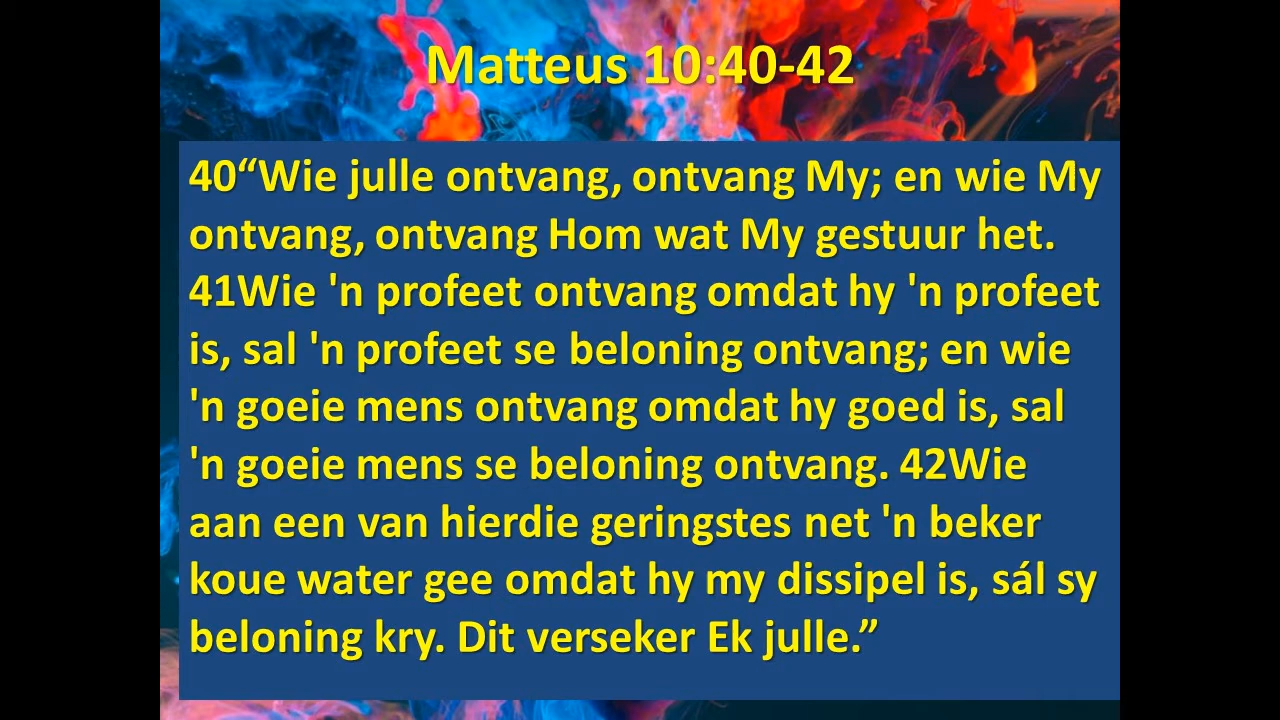 Matteus 10:40-42
40“Wie julle ontvang, ontvang My; en wie My
ontvang, ontvang Hom wat My gestuur het.
41Wie 'n profeet ontvang omdat hy 'n profeet
is, sal 'n profeet se beloning ontvang; en wie
'n goeie mens ontvang omdat hy goed is, sal
'n goeie mens se beloning ontvang. 42Wie
aan een van hierdie geringstes net 'n beker
koue water gee omdat hy my dissipel is, sál sy
beloning kry. Dit verseker Ek julle.”